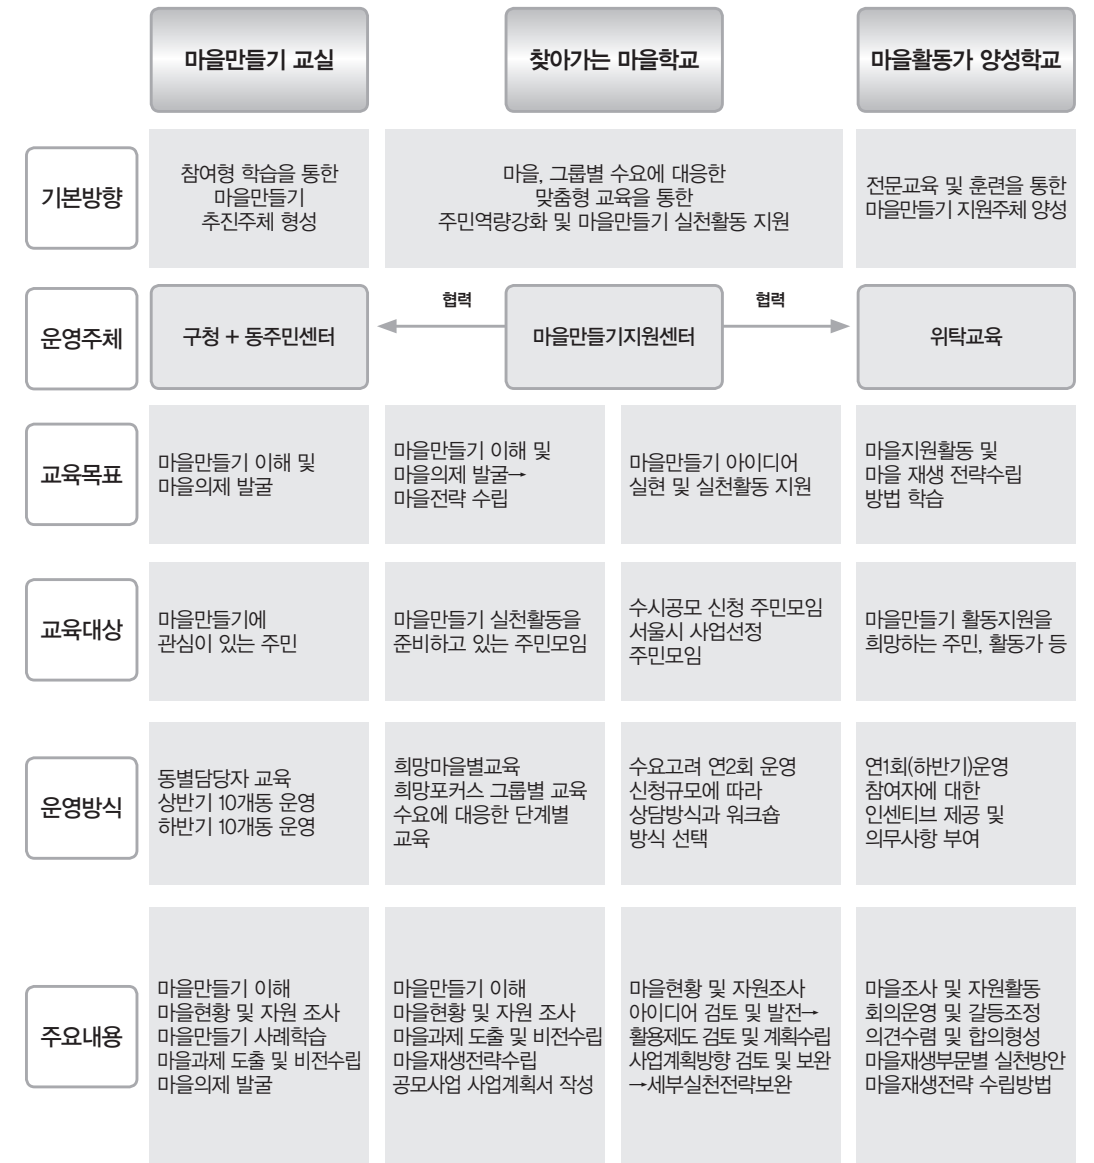 마을만들기 교실
찾아가는 마을학교
마을활동가 양성학교
기본방향
참여형 학습을 통한
마을만들기
추진주체 형성
마을, 그룹별 수요에 대응한
맞춤형 교육을 통한
주민역량강화 및 마을만들기 실천활동 지원
전문교육 및 훈련을 통한
마을만들기 지원주체 양성
운영주체
구청 + 동주민센터
협력
마을만들기지원센터
협력
위탁교육
교육목표
마을만들기 이해 및
마을의제 발굴
마을만들기 이해 및
마을의제 발굴→
마을전략 수립
마을만들기 아이디어
실현 및 실천활동 지원
마을지원활동 및
마을 재생 전략수립
방법 학습
교육대상
마을만들기에
관심이 있는 주민
마을만들기 실천활동을
준비하고 있는 주민모임
수시공모 신청 주민모임
서울시 사업선정
주민모임
마을만들기 활동지원을
희망하는 주민, 활동가 등
운영방식
동별담당자 교육
상반기 10개동 운영
하반기 10개동 운영
희망마을별교육
희망포커스 그룹별 교육
수요에 대응한 단계별
교육
수요고려 연2회 운영
신청규모에 따라
상담방식과 워크숍
방식 선택
연1회(하반기)운영
참여자에 대한
인센티브 제공 및
의무사항 부여
주요내용
마을만들기 이해
마을현황 및 자원 조사
마을만들기 사례학습
마을과제 도출 및 비전수립
마을의제 발굴
마을만들기 이해
마을현황 및 자원 조사
마을과제 도출 및 비전수립
마을재생전략수립
공모사업 사업계획서 작성
마을현황 및 자원조사
아이디어 검토 및 발전→
활용제도 검토 및 계획수립
사업계획방향 검토 및 보완
→세부실천전략보완
마을조사 및 자원활동
회의운영 및 갈등조정
의견수렴 및 합의형성
마을재생부문별 실천방안
마을재생전략 수립방법